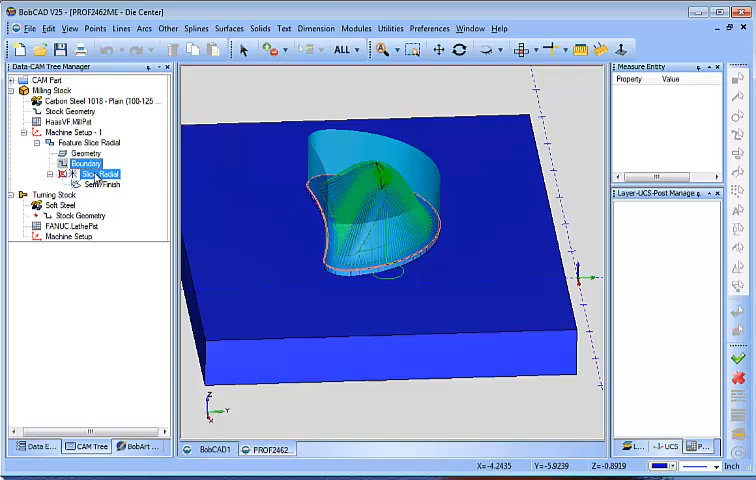 BobCAD V25 - [PROF2462ME - Die Center]
File Edit View Points Lines Arcs Other Splines Surfaces Solids Text Dimension Modules Utilities Preferences Window Help
ALL
Data-CAM Tree Manager
CAM Part
Milling Stock
Carbon Steel 1018 - Plain (100-125 ...
Stock Geometry
HaasVF.MillPst
Machine Setup - 1
Feature Slice Radial
Geometry
Boundary
Slice Radial
Semi/Finish
Turning Stock
Soft Steel
Stock Geometry
FANUC.LathePst
Machine Setup
Data E...
CAM Tree
BobArt ...
Z
Y
X
BobCAD1
PROF2462...
Measure Entity
Property Value
Layer-UCS-Post Manage
L...
UCS
P...
X=-4.2435 Y=-5.9239 Z=-0.8919
Inch